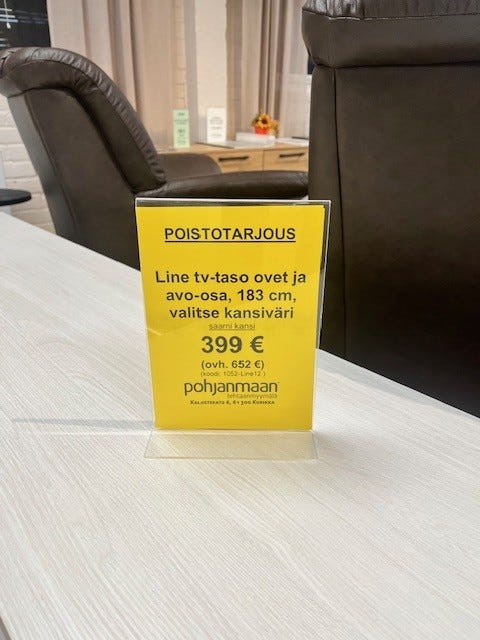 POISTOTARJOUS
Line tv-taso ovet ja
avo-osa, 183 cm,
valitse kansiväri
saarni kansi
399 €
(ovh. 652 €)
(koodi: 1052-Line12 )
pohjanmaan
tehtaanmyymälä
Kalustekatu 6, 61300 Kurikka